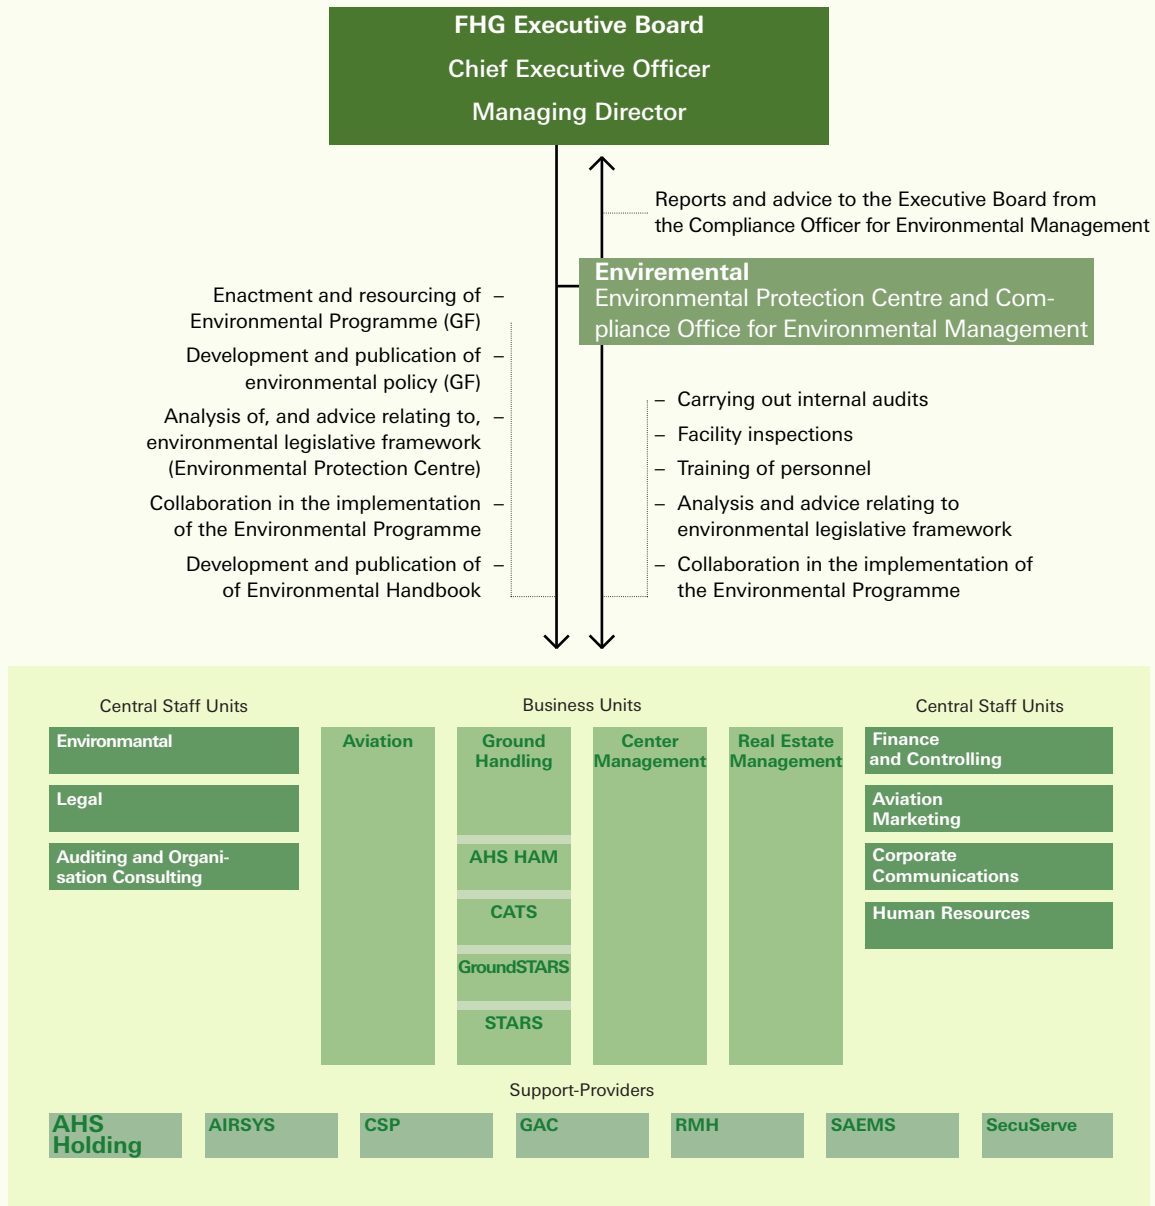 FHG Executive Board
Chief Executive Officer
Managing Director
Reports and advice to the Executive Board from
the Compliance Officer for Environmental Management
Enviremental
Environmental Protection Centre and Com-
pliance Office for Environmental Management
Enactment and resourcing of –
Environmental Programme (GF)
Development and publication of –
environmental policy (GF)
Analysis of, and advice relating to, –
environmental legislative framework
(Environmental Protection Centre)
Collaboration in the implementation –
of the Environmental Programme
Development and publication of –
of Environmental Handbook
– Carrying out internal audits
– Facility inspections
– Training of personnel
– Analysis and advice relating to
environmental legislative framework
– Collaboration in the implementation of
the Environmental Programme
Central Staff Units
Environmantal
Legal
Auditing and Organi-
sation Consulting
Business Units
Aviation
Ground
Handling
AHS HAM
CATS
GroundSTARS
STARS
Center
Management
Real Estate
Management
Central Staff Units
Finance
and Controlling
Aviation
Marketing
Corporate
Communications
Human Resources
Support-Providers
AHS
Holding
AIRSYS
CSP
GAC
RMH
SAEMS
SecuServe